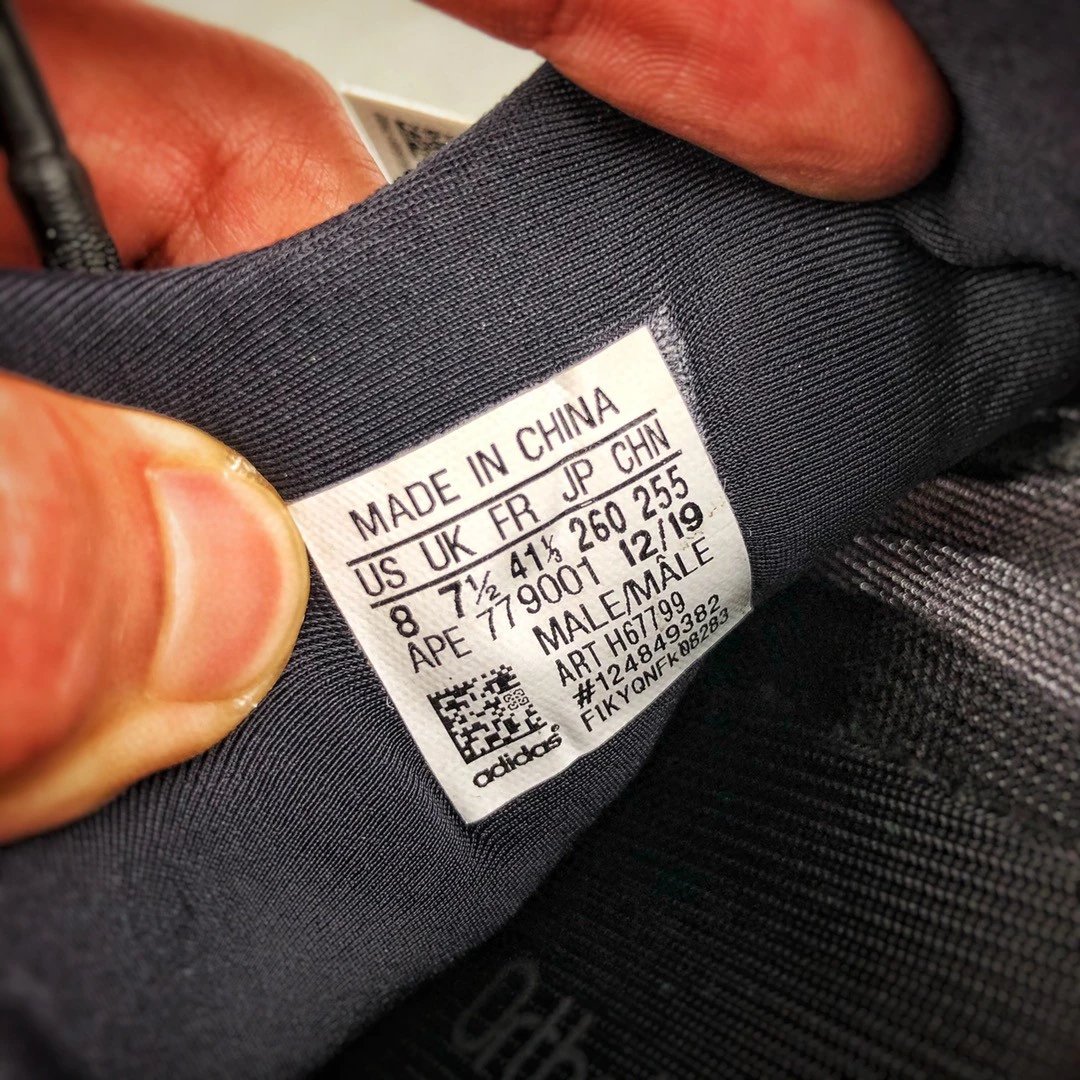 MADE IN CHINA
US UK FR JP CHN
8 7½ 41⅓ 260 255
APE 779001 12/19
MALE/MÂLE
ART H67799
#124849382
F1KYQNFk08283
adidas
Orth